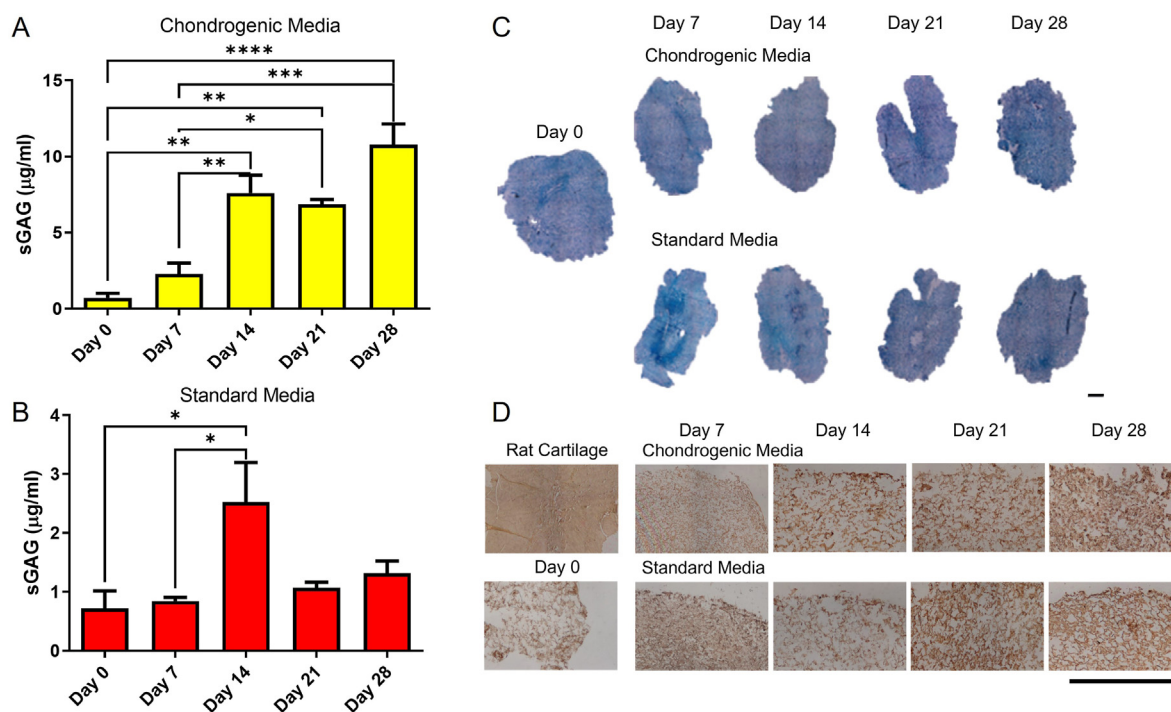 A
Chondrogenic Media
****
***
**
*
**
**
15
10
5
0
sGAG (µg/ml)
Day 0
Day 7
Day 14
Day 21
Day 28
B
Standard Media
*
*
4
3
2
1
0
sGAG (µg/ml)
Day 0
Day 7
Day 14
Day 21
Day 28
C
Day 7 Day 14 Day 21 Day 28
Chondrogenic Media
Day 0
Standard Media
D
Day 7 Day 14 Day 21 Day 28
Rat Cartilage Chondrogenic Media
Day 0 Standard Media